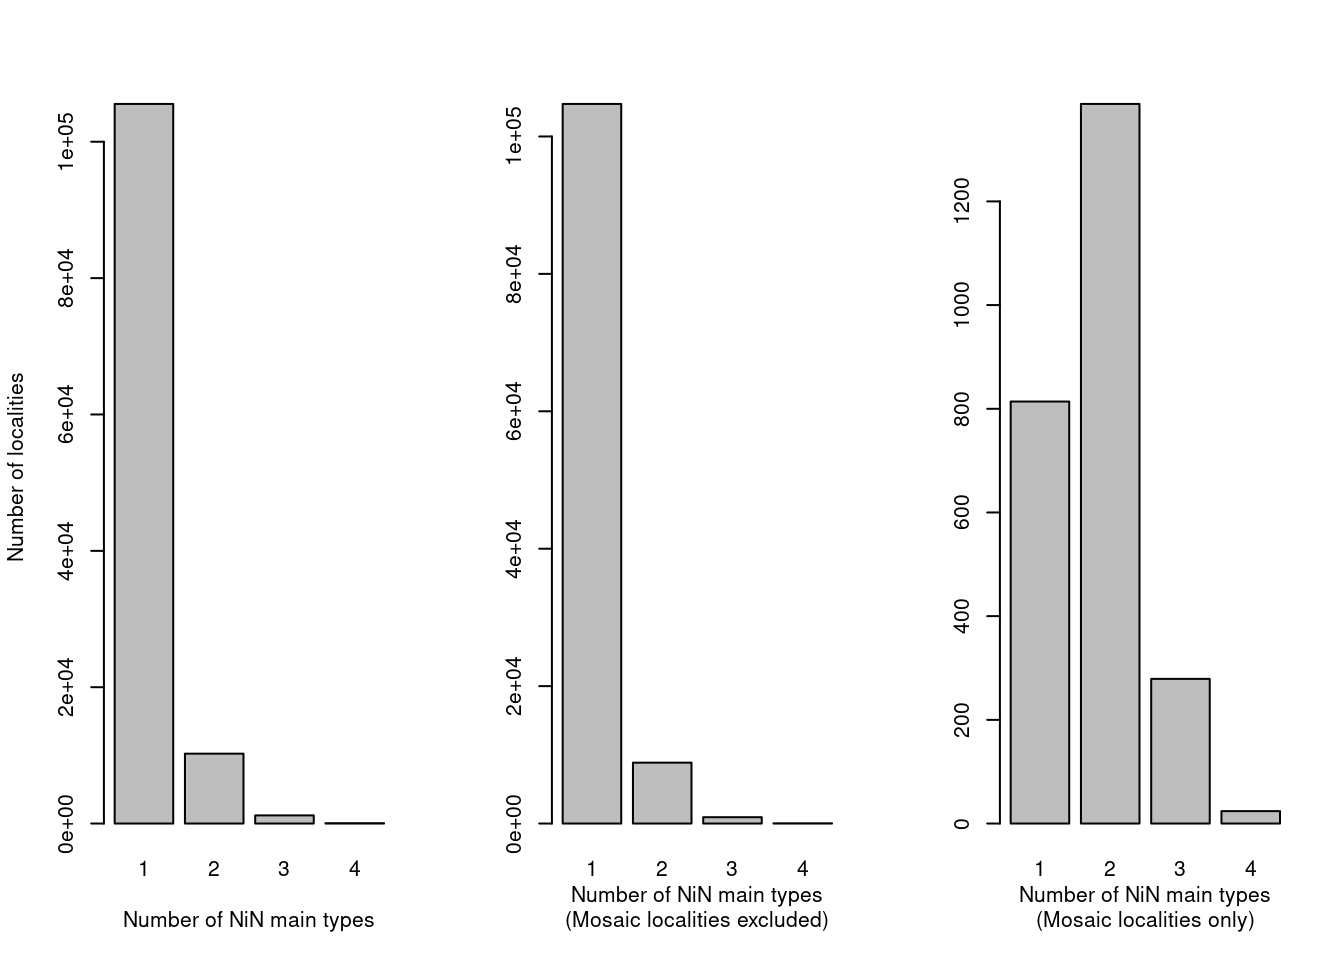 Number of localities
1e+05
8e+04
6e+04
4e+04
2e+04
0e+00
1 2 3 4
Number of NiN main types
1e+05
8e+04
6e+04
4e+04
2e+04
0e+00
1 2 3 4
Number of NiN main types
(Mosaic localities excluded)
1200
1000
800
600
400
200
0
1 2 3 4
Number of NiN main types
(Mosaic localities only)